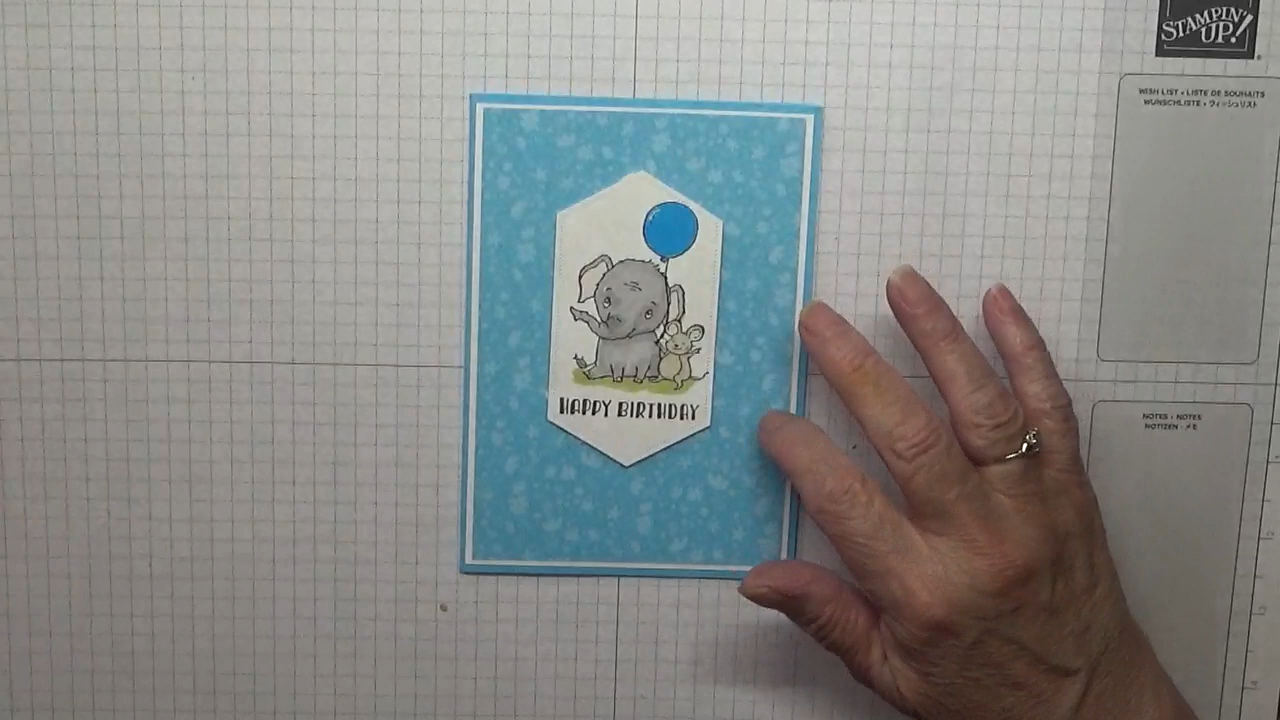 STAMPIN' UP!
WISH LIST • LISTE DE SOUHAITS
WUNSCHLISTE • ウィッシュリスト
HAPPY BIRTHDAY
NOTES • NOTES
NOTIZEN • メモ